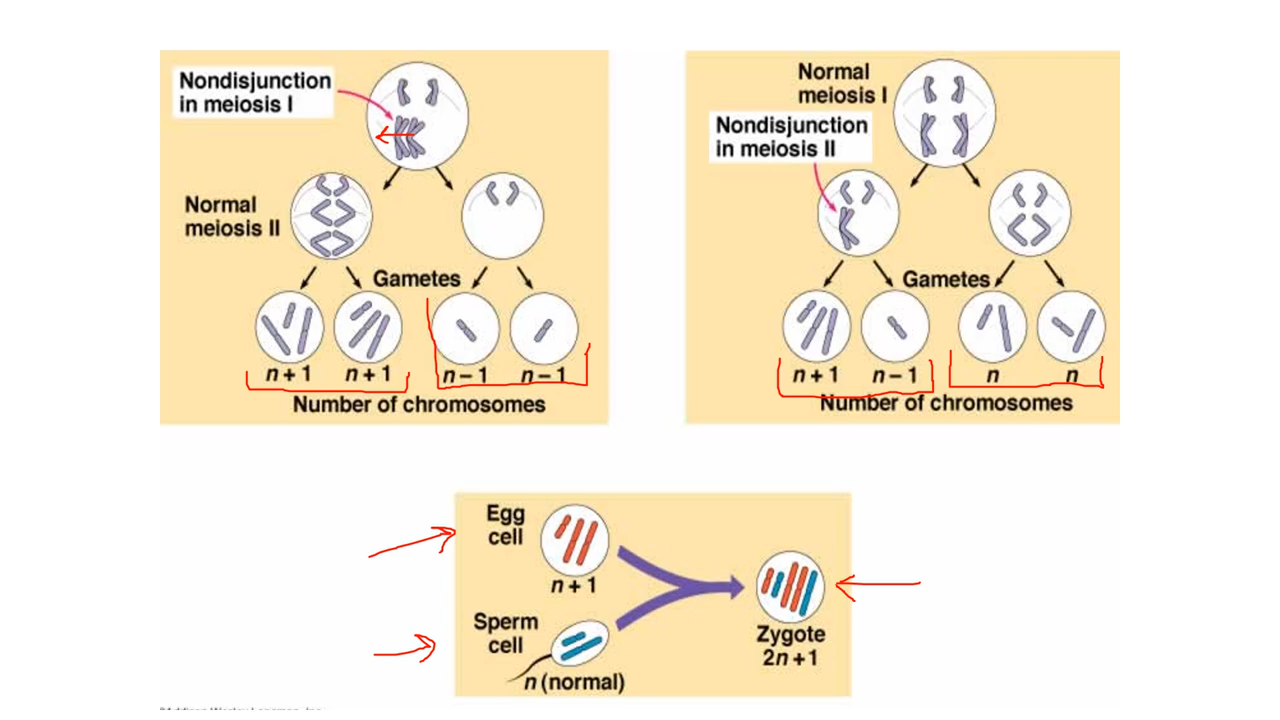 Nondisjunction
in meiosis I
Normal
meiosis II
Gametes
n + 1 n + 1 n – 1 n – 1
Number of chromosomes
Normal
meiosis I
Nondisjunction
in meiosis II
Gametes
n + 1 n – 1 n n
Number of chromosomes
Egg
cell
n + 1
Sperm
cell
n (normal)
Zygote
2n + 1